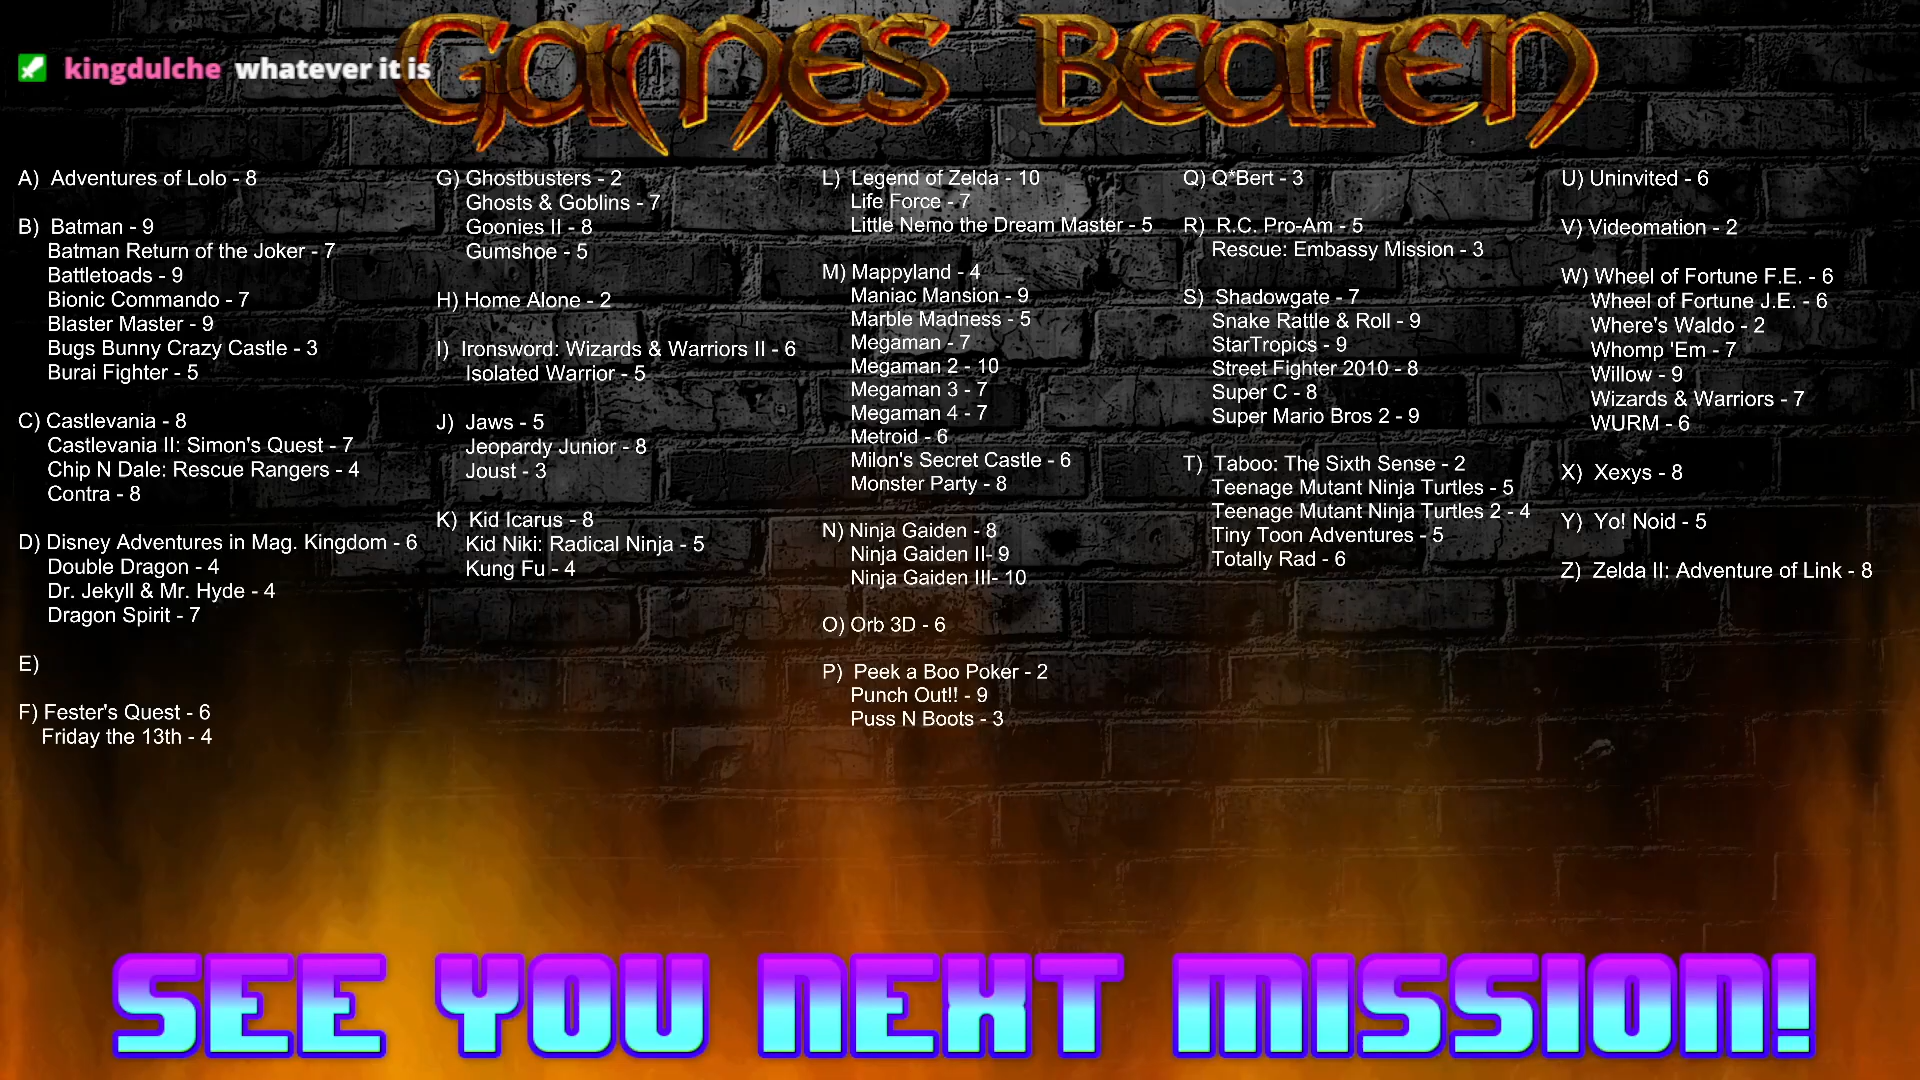 GAMES BEATEN
kingdulche whatever it is
A) Adventures of Lolo - 8
B) Batman - 9
Batman Return of the Joker - 7
Battletoads - 9
Bionic Commando - 7
Blaster Master - 9
Bugs Bunny Crazy Castle - 3
Burai Fighter - 5
C) Castlevania - 8
Castlevania II: Simon's Quest - 7
Chip N Dale: Rescue Rangers - 4
Contra - 8
D) Disney Adventures in Mag. Kingdom - 6
Double Dragon - 4
Dr. Jekyll & Mr. Hyde - 4
Dragon Spirit - 7
E)
F) Fester's Quest - 6
Friday the 13th - 4
G) Ghostbusters - 2
Ghosts & Goblins - 7
Goonies II - 8
Gumshoe - 5
H) Home Alone - 2
I) Ironsword: Wizards & Warriors II - 6
Isolated Warrior - 5
J) Jaws - 5
Jeopardy Junior - 8
Joust - 3
K) Kid Icarus - 8
Kid Niki: Radical Ninja - 5
Kung Fu - 4
L) Legend of Zelda - 10
Life Force - 7
Little Nemo the Dream Master - 5
M) Mappyland - 4
Maniac Mansion - 9
Marble Madness - 5
Megaman - 7
Megaman 2 - 10
Megaman 3 - 7
Megaman 4 - 7
Metroid - 6
Milon's Secret Castle - 6
Monster Party - 8
N) Ninja Gaiden - 8
Ninja Gaiden II- 9
Ninja Gaiden III- 10
O) Orb 3D - 6
P) Peek a Boo Poker - 2
Punch Out!! - 9
Puss N Boots - 3
Q) Q*Bert - 3
R) R.C. Pro-Am - 5
Rescue: Embassy Mission - 3
S) Shadowgate - 7
Snake Rattle & Roll - 9
StarTropics - 9
Street Fighter 2010 - 8
Super C - 8
Super Mario Bros 2 - 9
T) Taboo: The Sixth Sense - 2
Teenage Mutant Ninja Turtles - 5
Teenage Mutant Ninja Turtles 2 - 4
Tiny Toon Adventures - 5
Totally Rad - 6
U) Uninvited - 6
V) Videomation - 2
W) Wheel of Fortune F.E. - 6
Wheel of Fortune J.E. - 6
Where's Waldo - 2
Whomp 'Em - 7
Willow - 9
Wizards & Warriors - 7
WURM - 6
X) Xexys - 8
Y) Yo! Noid - 5
Z) Zelda II: Adventure of Link - 8
SEE YOU NEXT MISSION!